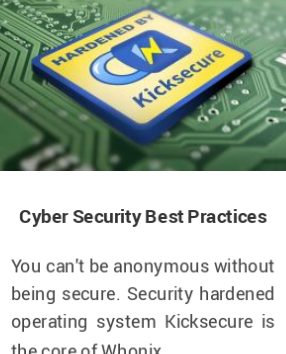 HARDENED BY
Kicksecure
Cyber Security Best Practices
You can't be anonymous without
being secure. Security hardened
operating system Kicksecure is
the core of Whonix